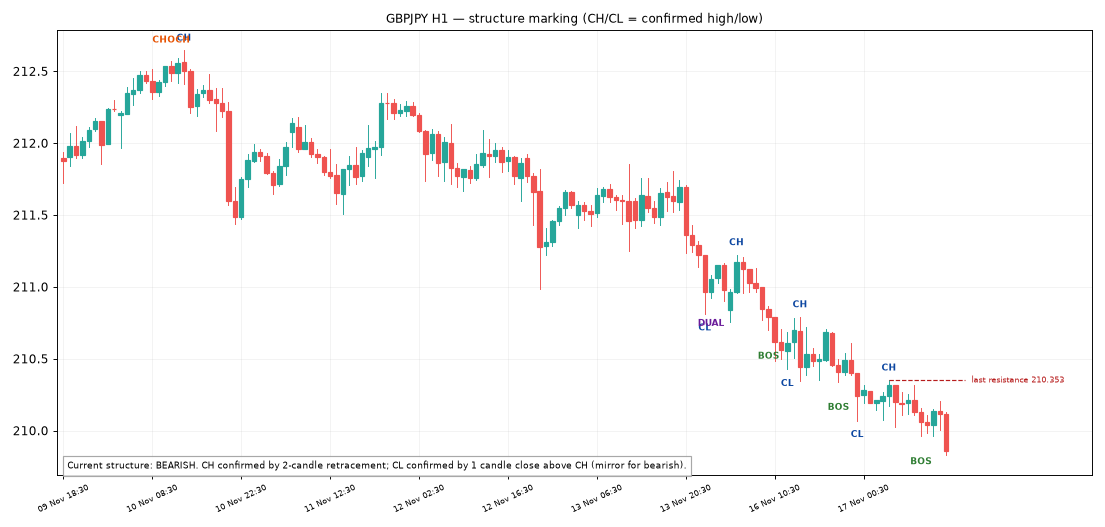 GBPJPY H1 — structure marking (CH/CL = confirmed high/low)
CHOCH
CH
212.5
212.0
211.5
211.0
210.5
210.0
CH
DUAL
CL
CH
BOS
CL
CH
last resistance 210.353
BOS
CL
BOS
Current structure: BEARISH. CH confirmed by 2-candle retracement; CL confirmed by 1 candle close above CH (mirror for bearish).
09 Nov 18:30
10 Nov 08:30
10 Nov 22:30
11 Nov 12:30
12 Nov 02:30
12 Nov 16:30
13 Nov 06:30
13 Nov 20:30
16 Nov 10:30
17 Nov 00:30